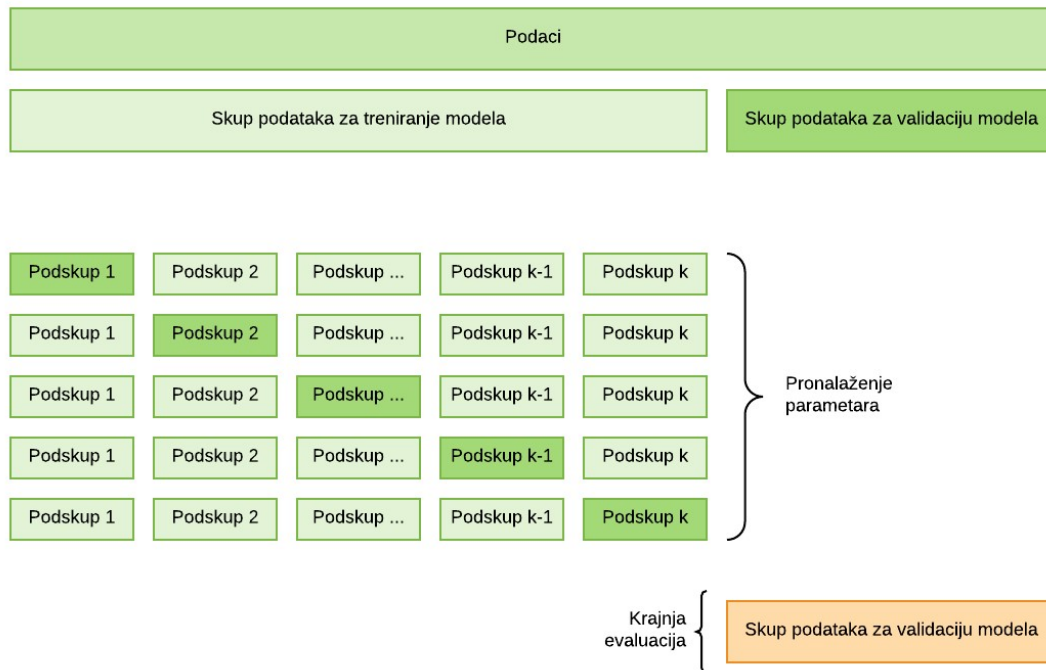 Podaci
Skup podataka za treniranje modela
Skup podataka za validaciju modela
Podskup 1
Podskup 2
Podskup ...
Podskup k-1
Podskup k
Podskup 1
Podskup 2
Podskup ...
Podskup k-1
Podskup k
Podskup 1
Podskup 2
Podskup ...
Podskup k-1
Podskup k
Podskup 1
Podskup 2
Podskup ...
Podskup k-1
Podskup k
Podskup 1
Podskup 2
Podskup ...
Podskup k-1
Podskup k
Pronalaženje
parametara
Krajnja
evaluacija
Skup podataka za validaciju modela